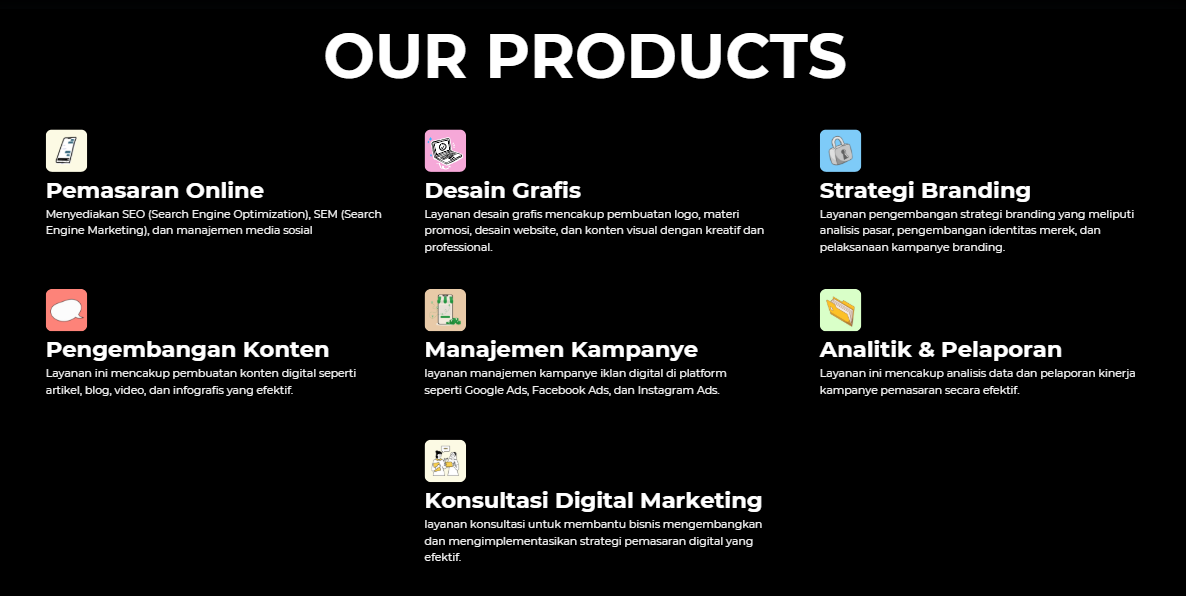 OUR PRODUCTS
Pemasaran Online
Menyediakan SEO (Search Engine Optimization), SEM (Search
Engine Marketing), dan manajemen media sosial
Desain Grafis
Layanan desain grafis mencakup pembuatan logo, materi
promosi, desain website, dan konten visual dengan kreatif dan
professional.
Strategi Branding
Layanan pengembangan strategi branding yang meliputi
analisis pasar, pengembangan identitas merek, dan
pelaksanaan kampanye branding.
Pengembangan Konten
Layanan ini mencakup pembuatan konten digital seperti
artikel, blog, video, dan infografis yang efektif.
Manajemen Kampanye
layanan manajemen kampanye iklan digital di platform
seperti Google Ads, Facebook Ads, dan Instagram Ads.
Analitik & Pelaporan
Layanan ini mencakup analisis data dan pelaporan kinerja
kampanye pemasaran secara efektif.
Konsultasi Digital Marketing
layanan konsultasi untuk membantu bisnis mengembangkan
dan mengimplementasikan strategi pemasaran digital yang
efektif.